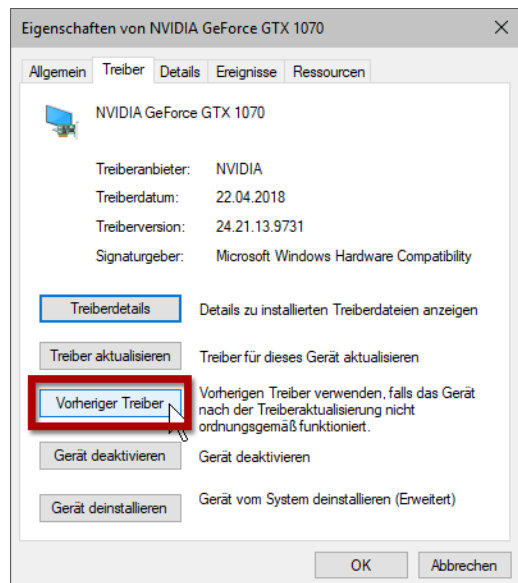 Eigenschaften von NVIDIA GeForce GTX 1070
Allgemein Treiber Details Ereignisse Ressourcen
NVIDIA GeForce GTX 1070
Treiberanbieter: NVIDIA
Treiberdatum: 22.04.2018
Treiberversion: 24.21.13.9731
Signaturgeber: Microsoft Windows Hardware Compatibility
Treiberdetails Details zu installierten Treiberdateien anzeigen
Treiber aktualisieren Treiber für dieses Gerät aktualisieren
Vorheriger Treiber Vorherigen Treiber verwenden, falls das Gerät
nach der Treiberaktualisierung nicht
ordnungsgemäß funktioniert.
Gerät deaktivieren Gerät deaktivieren
Gerät deinstallieren Gerät vom System deinstallieren (Erweitert)
OK Abbrechen